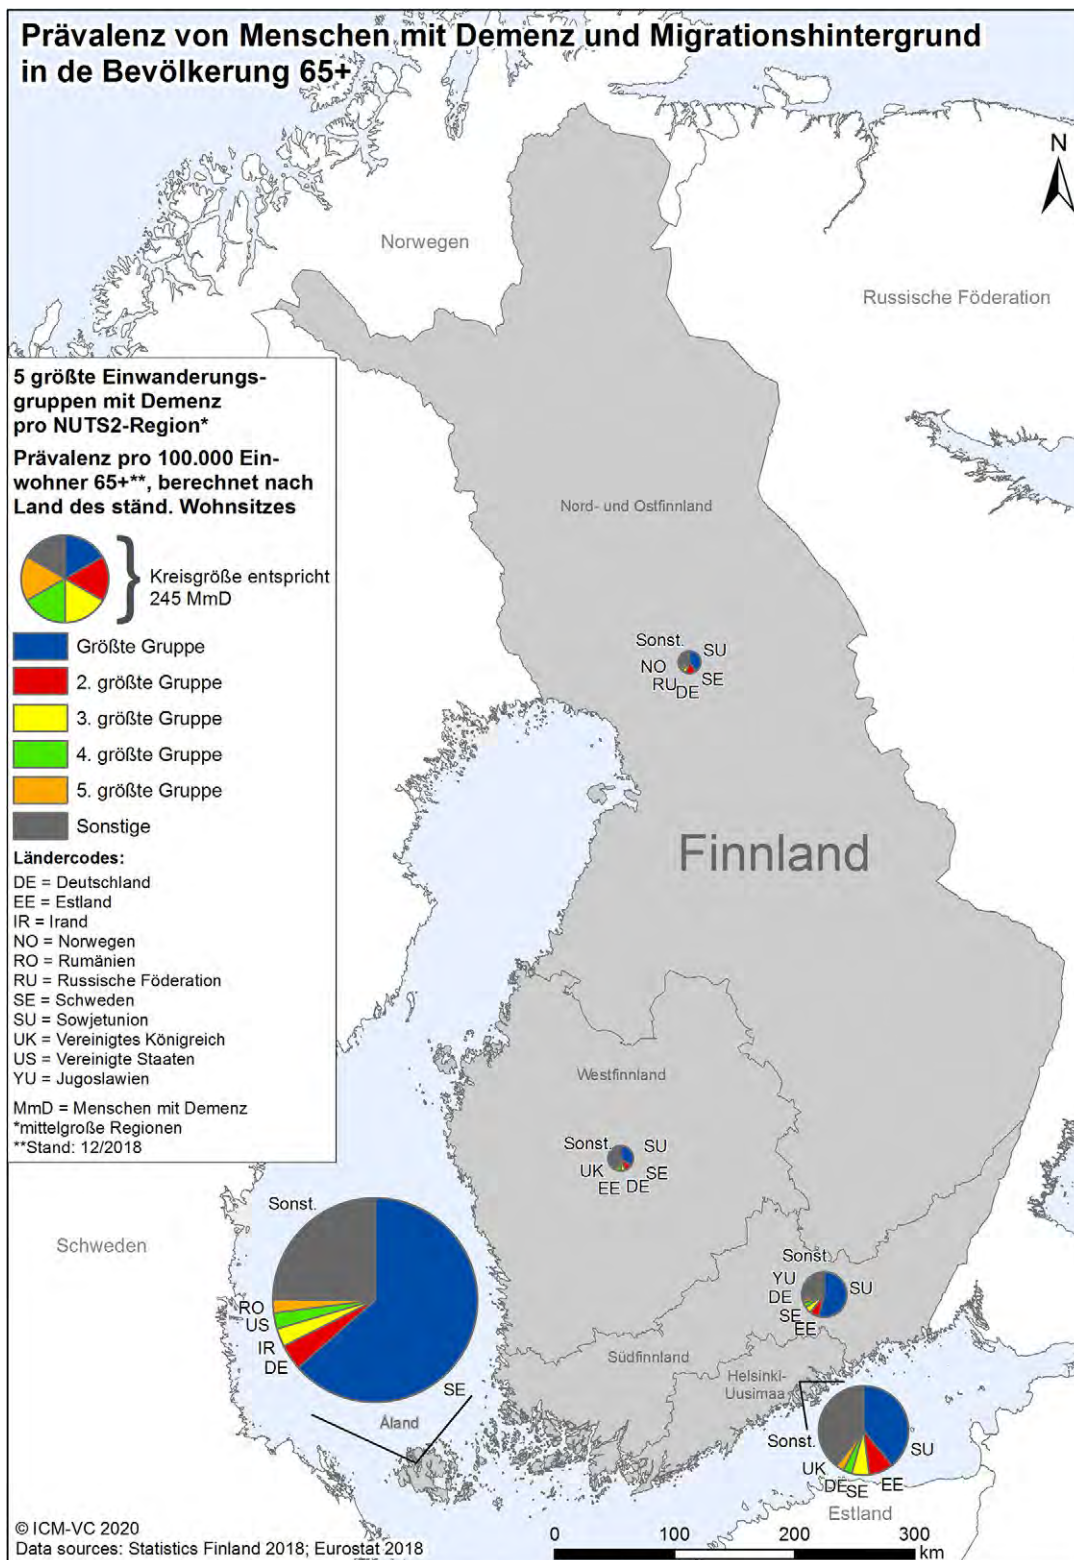 Prävalenz von Menschen mit Demenz und Migrationshintergrund
in de Bevölkerung 65+
N
Norwegen
Russische Föderation
5 größte Einwanderungs-
gruppen mit Demenz
pro NUTS2-Region*
Prävalenz pro 100.000 Ein-
wohner 65+**, berechnet nach
Land des ständ. Wohnsitzes
Kreisgröße entspricht
245 MmD
Größte Gruppe
2. größte Gruppe
3. größte Gruppe
4. größte Gruppe
5. größte Gruppe
Sonstige
Ländercodes:
DE = Deutschland
EE = Estland
IR = Irand
NO = Norwegen
RO = Rumänien
RU = Russische Föderation
SE = Schweden
SU = Sowjetunion
UK = Vereinigtes Königreich
US = Vereinigte Staaten
YU = Jugoslawien
MmD = Menschen mit Demenz
*mittelgroße Regionen
**Stand: 12/2018
Nord- und Ostfinnland
Sonst.
SU
NO
SE
RU
DE
Finnland
Westfinnland
Sonst.
SU
UK
SE
EE
DE
Schweden
Sonst.
RO
US
IR
DE
SE
Åland
Sonst.
YU
SU
DE
SE
EE
Südfinnland
Helsinki-
Uusimaa
Sonst.
SU
UK
DE
SE
EE
Estland
© ICM-VC 2020
Data sources: Statistics Finland 2018; Eurostat 2018
0 100 200 300
km